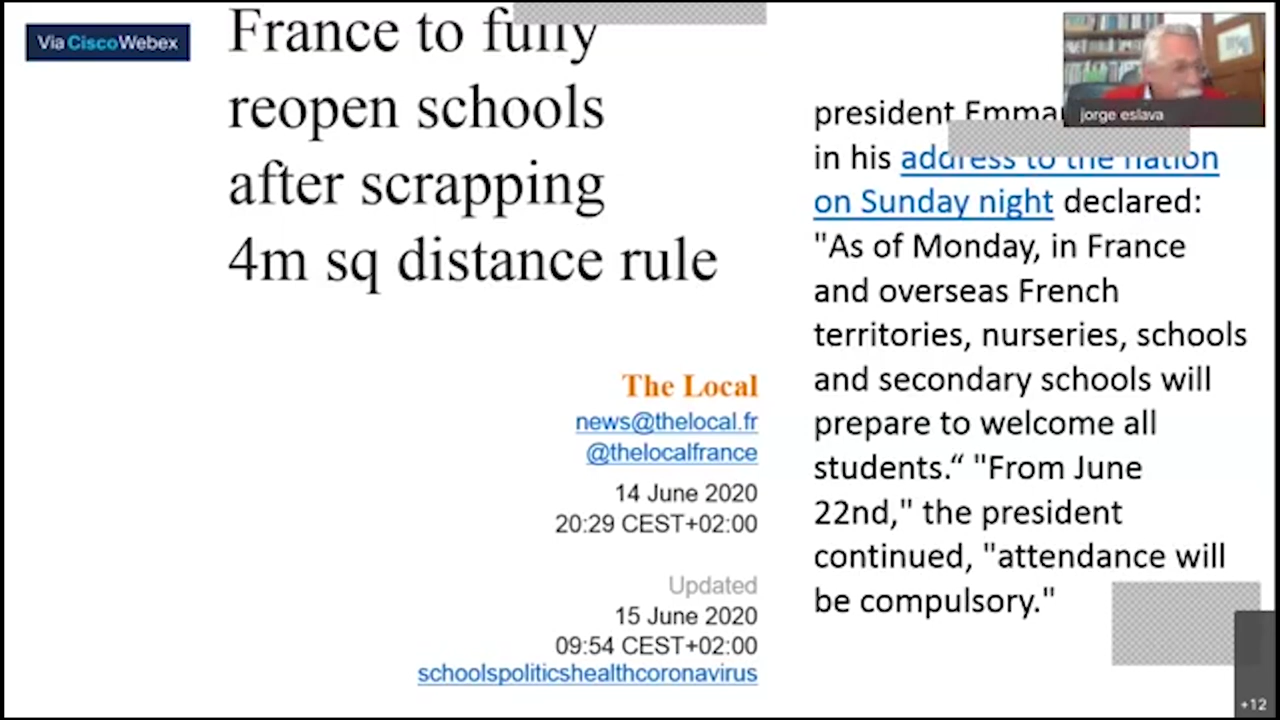 Via CiscoWebex
France to fully
reopen schools
after scrapping
4m sq distance rule
The Local
news@thelocal.fr
@thelocalfrance
14 June 2020
20:29 CEST+02:00
Updated
15 June 2020
09:54 CEST+02:00
schoolspoliticshealthcoronavirus
jorge eslava
president
in his address to the nation
on Sunday night declared:
"As of Monday, in France
and overseas French
territories, nurseries, schools
and secondary schools will
prepare to welcome all
students.“ "From June
22nd," the president
continued, "attendance will
be compulsory."
+12